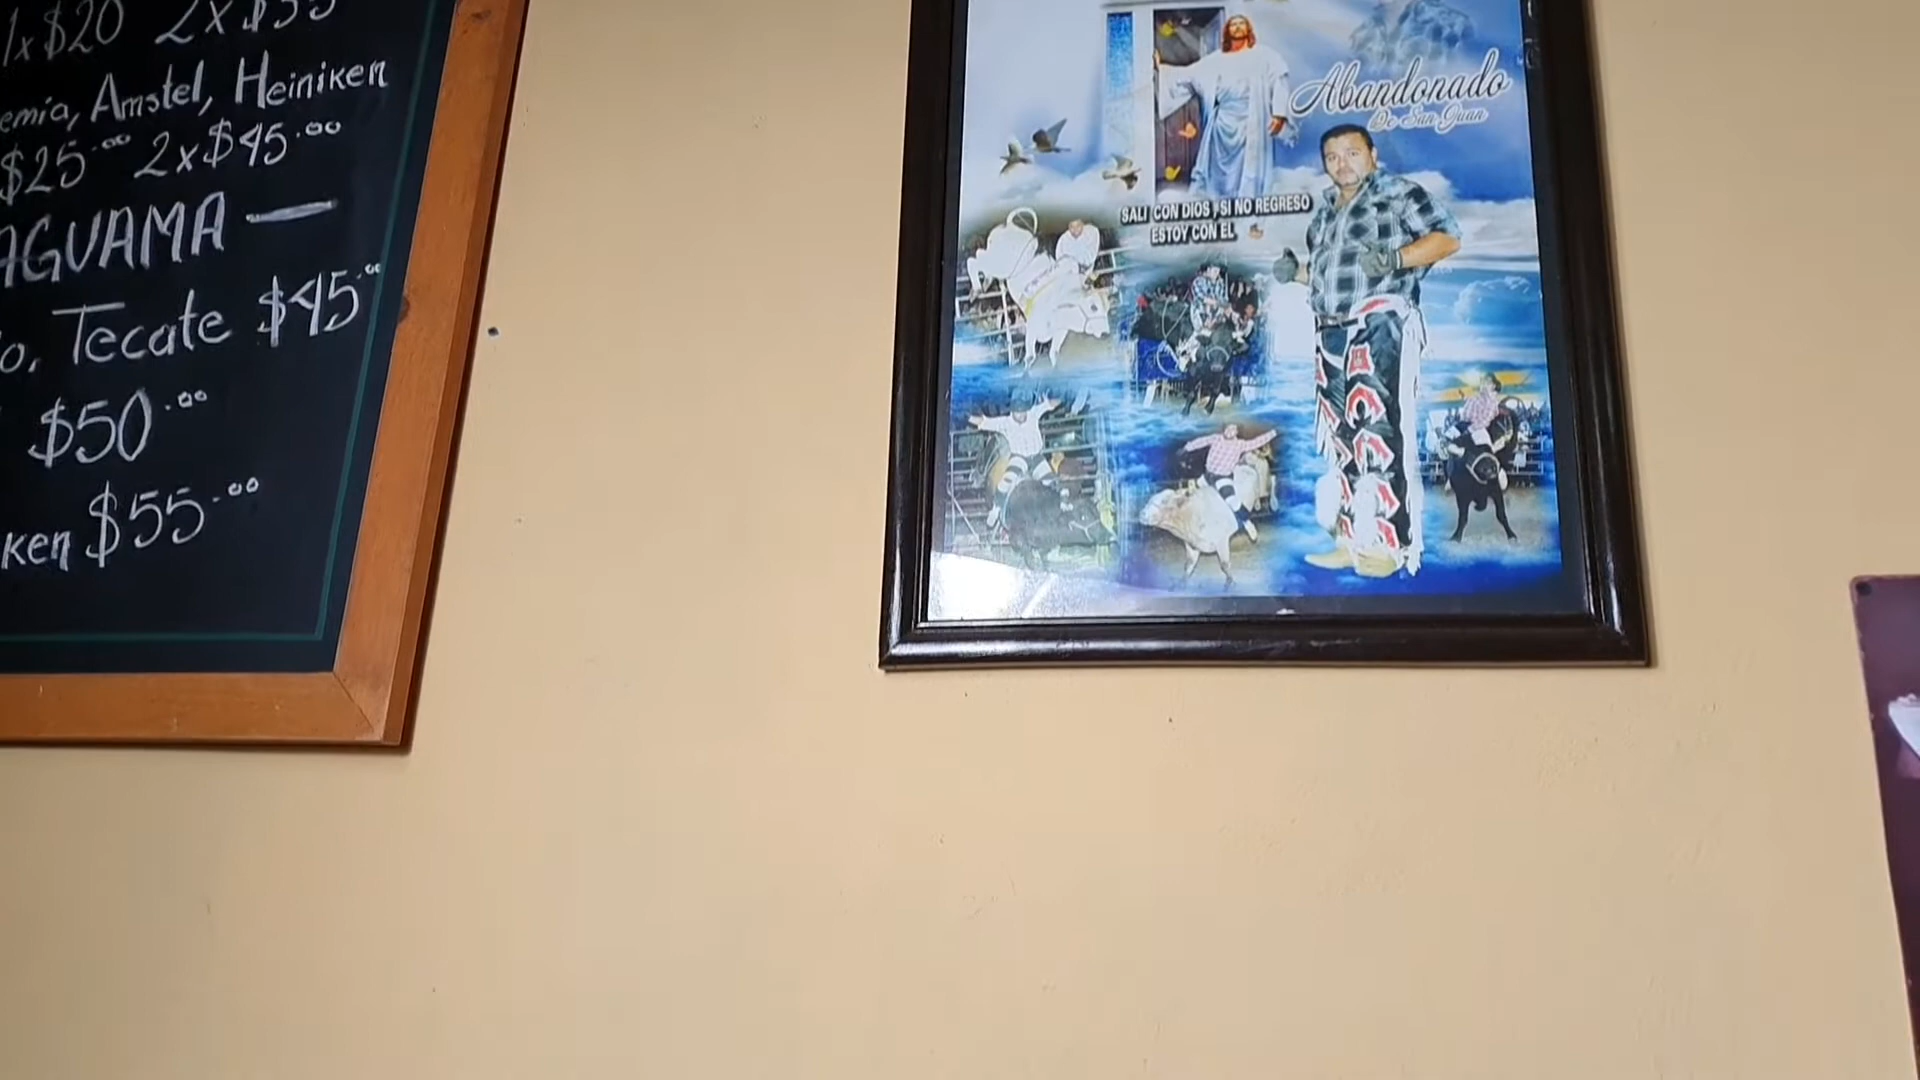 1x $20 2x $35
emia, Amstel, Heiniken
$25.00 2x$45.00
AGUAMA —
o, Tecate $45.00
$50.00
ken $55.00
Abandonado
De San Juan
SALI CON DIOS, SI NO REGRESO
ESTOY CON EL